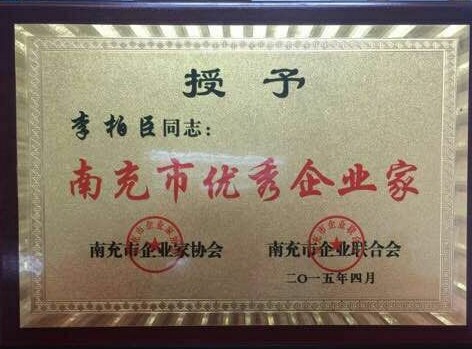 授予
李柏臣同志：
南充市优秀企业家
南充市企业家协会 南充市企业联合会
二〇一五年四月